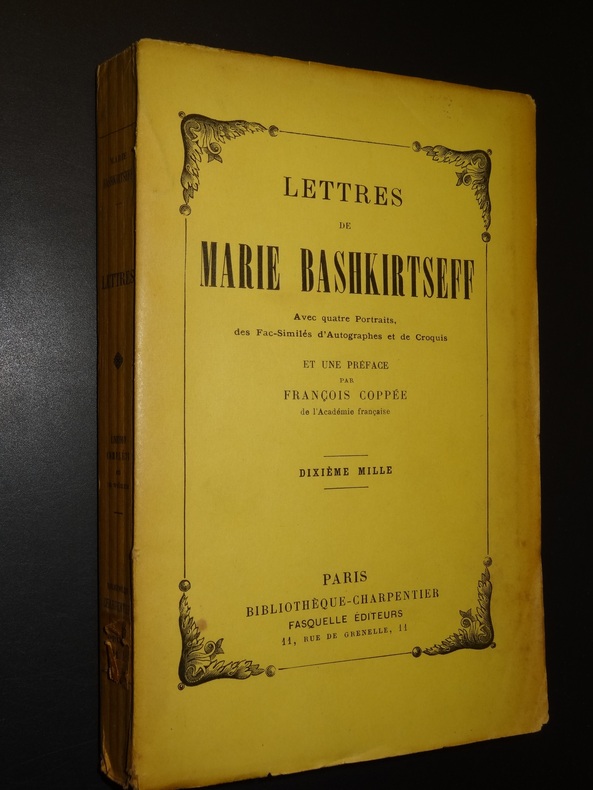 LETTRES
DE
MARIE BASHKIRTSEFF
Avec quatre Portraits,
des Fac-Similés d'Autographes et de Croquis
ET UNE PRÉFACE
PAR
FRANÇOIS COPPÉE
de l'Académie française
DIXIÈME MILLE
PARIS
BIBLIOTHÈQUE-CHARPENTIER
FASQUELLE ÉDITEURS
11, RUE DE GRENELLE, 11
LETTRES